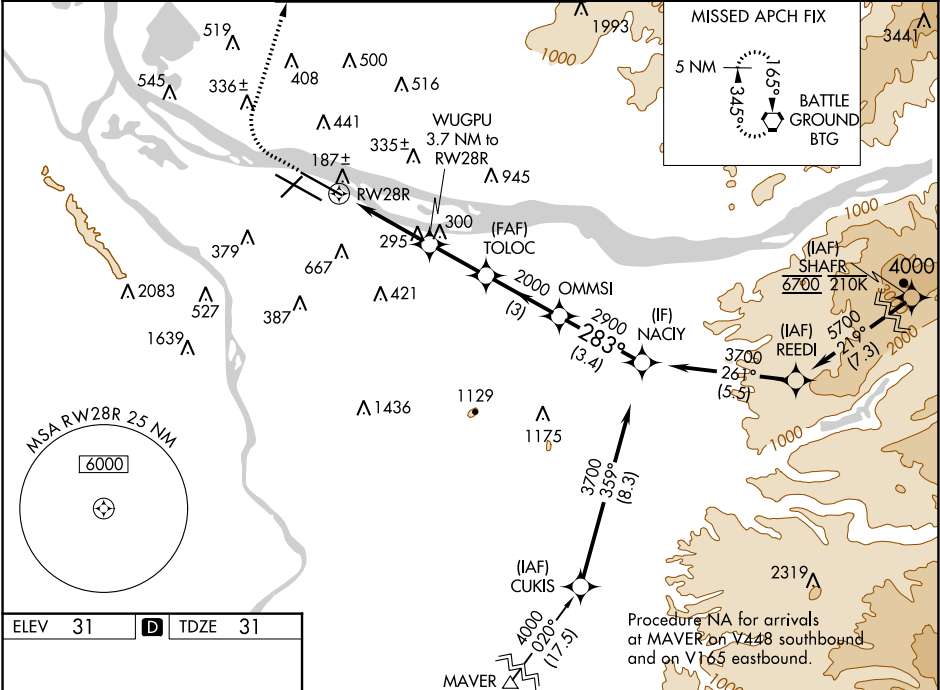 519
408
500
336±
545
516
441
335±
187±
RW28R
WUGPU
3.7 NM to
RW28R
945
300
295
(FAF)
TOLOC
379
667
421
387
2083
527
1639
1436
1129
1175
2000
(3)
OMMSI
2900
283°
(3.4)
(IF)
NACIY
3700
261°
(5.5)
(IAF)
REEDI
5700
219°
(7.3)
(IAF)
SHAFR
6700 210K
4000
1993
1000
3441
MISSED APCH FIX
5 NM
165°
345°
BATTLE
GROUND
BTG
1000
2000
1000
MSA RW28R 25 NM
6000
3700
359°
(8.3)
(IAF)
CUKIS
4000
020°
(17.5)
MAVER
2319
Procedure NA for arrivals
at MAVER on V448 southbound
and on V165 eastbound.
1000
ELEV 31 D TDZE 31